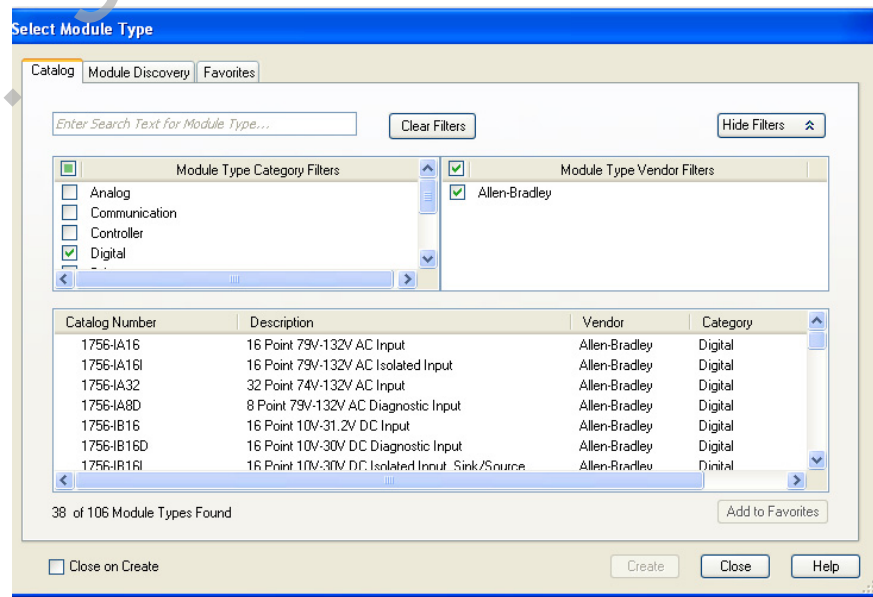 Select Module Type
Catalog Module Discovery Favorites
Enter Search Text for Module Type... Clear Filters Hide Filters
Module Type Category Filters Module Type Vendor Filters
Analog Allen-Bradley
Communication
Controller
Digital
Catalog Number Description Vendor Category
1756-IA16 16 Point 79V-132V AC Input Allen-Bradley Digital
1756-IA16I 16 Point 79V-132V AC Isolated Input Allen-Bradley Digital
1756-IA32 32 Point 74V-132V AC Input Allen-Bradley Digital
1756-IA8D 8 Point 79V-132V AC Diagnostic Input Allen-Bradley Digital
1756-IB16 16 Point 10V-31.2V DC Input Allen-Bradley Digital
1756-IB16D 16 Point 10V-30V DC Diagnostic Input Allen-Bradley Digital
1756-IB16I 16 Point 10V-30V DC Isolated Input, Sink/Source Allen-Bradley Digital
38 of 106 Module Types Found Add to Favorites
Close on Create Create Close Help